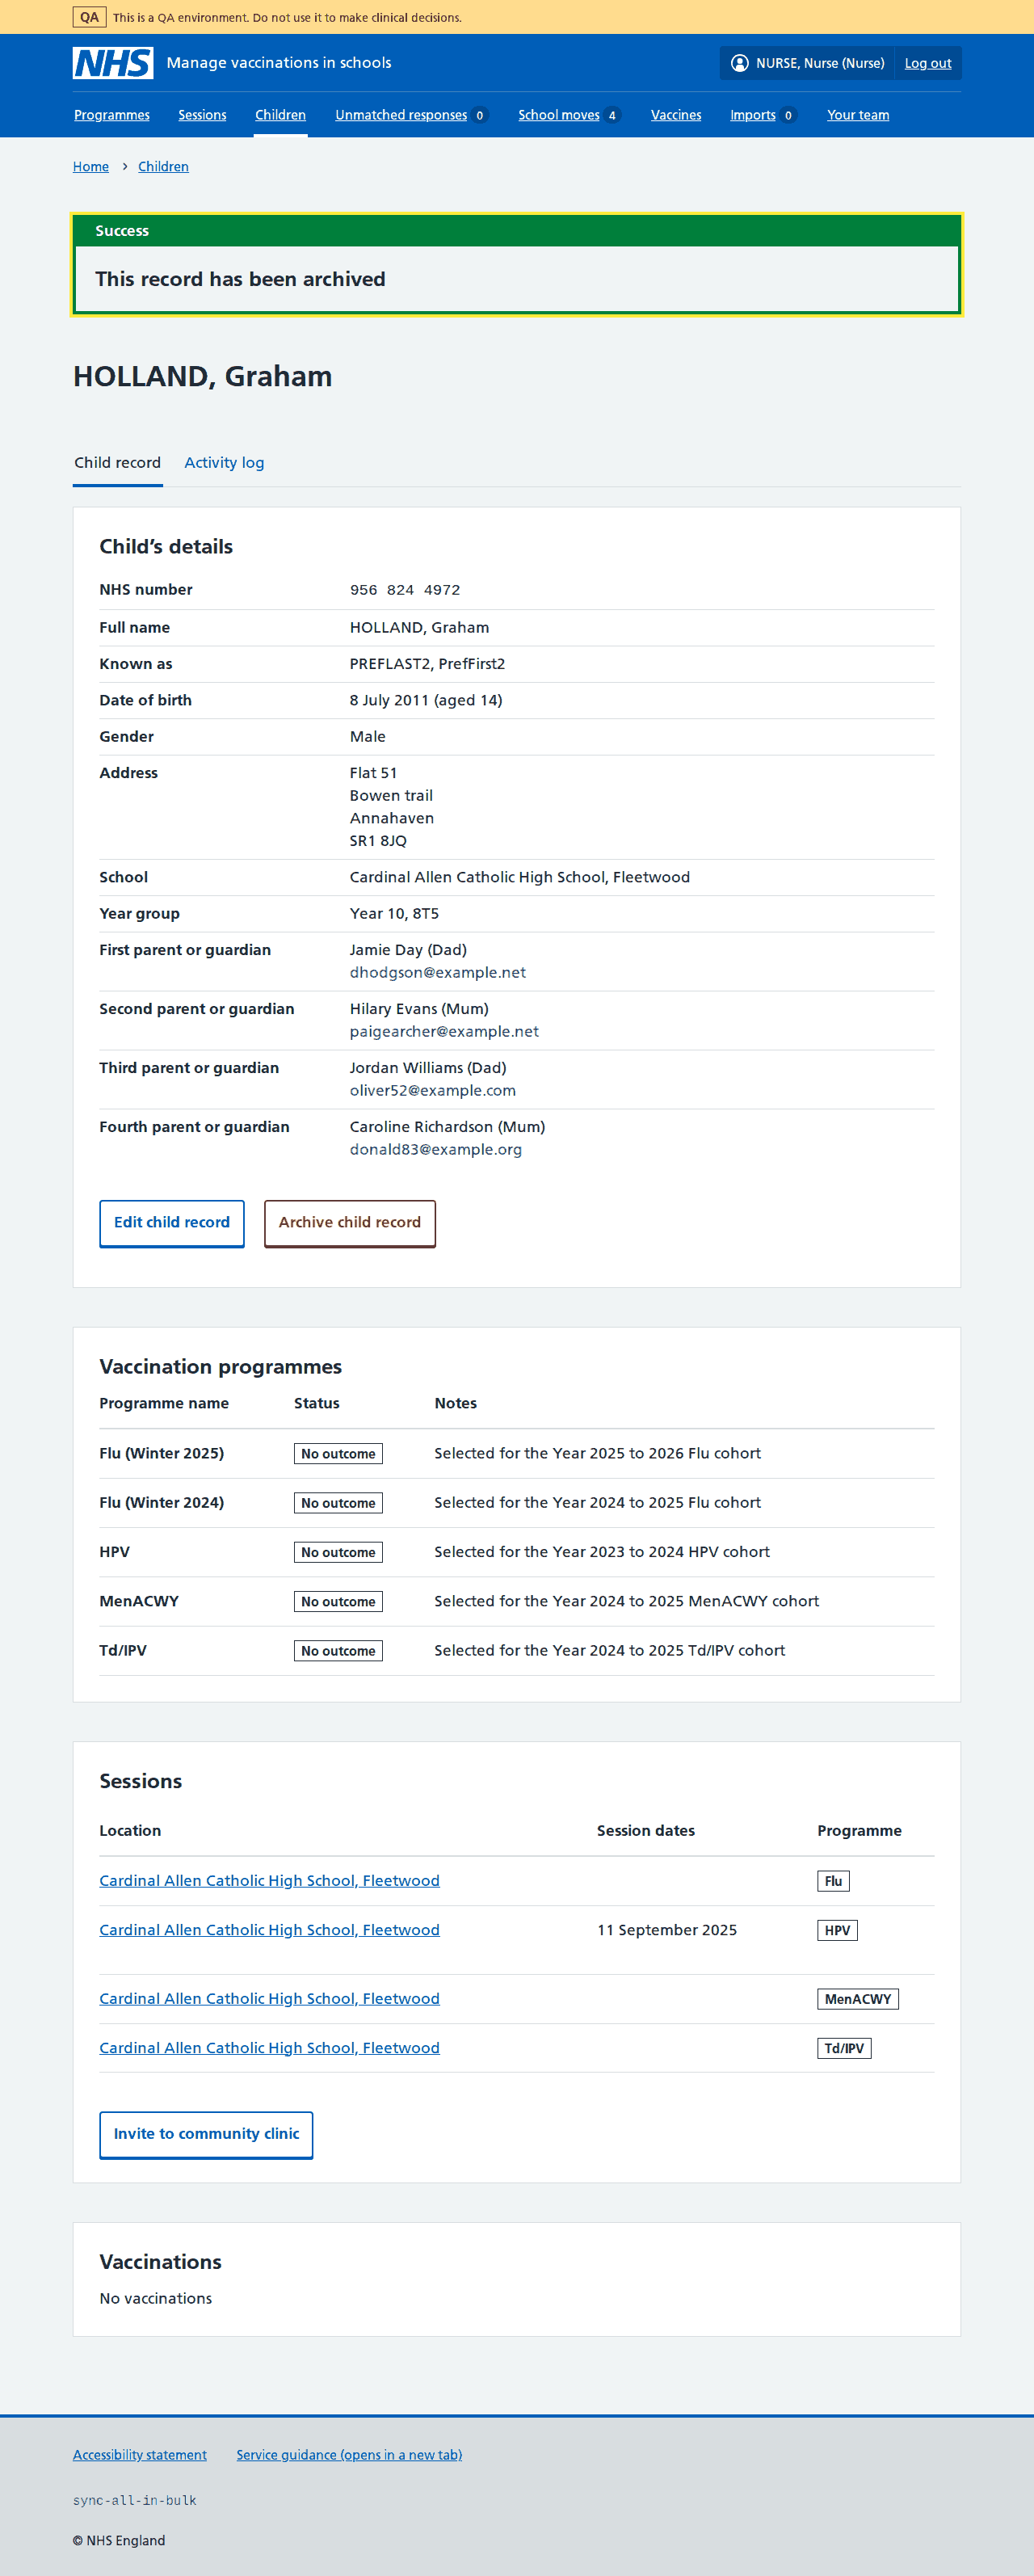 QA This is a QA environment. Do not use it to make clinical decisions.
NHS Manage vaccinations in schools NURSE, Nurse (Nurse) Log out
Programmes Sessions Children Unmatched responses 0 School moves 4 Vaccines Imports 0 Your team
Home Children
Success
This record has been archived
HOLLAND, Graham
Child record Activity log
Child’s details
NHS number 956 824 4972
Full name HOLLAND, Graham
Known as PREFLAST2, PrefFirst2
Date of birth 8 July 2011 (aged 14)
Gender Male
Address Flat 51
Bowen trail
Annahaven
SR1 8JQ
School Cardinal Allen Catholic High School, Fleetwood
Year group Year 10, 8T5
First parent or guardian Jamie Day (Dad)
dhodgson@example.net
Second parent or guardian Hilary Evans (Mum)
paigearcher@example.net
Third parent or guardian Jordan Williams (Dad)
oliver52@example.com
Fourth parent or guardian Caroline Richardson (Mum)
donald83@example.org
Edit child record Archive child record
Vaccination programmes
Programme name Status Notes
Flu (Winter 2025) No outcome Selected for the Year 2025 to 2026 Flu cohort
Flu (Winter 2024) No outcome Selected for the Year 2024 to 2025 Flu cohort
HPV No outcome Selected for the Year 2023 to 2024 HPV cohort
MenACWY No outcome Selected for the Year 2024 to 2025 MenACWY cohort
Td/IPV No outcome Selected for the Year 2024 to 2025 Td/IPV cohort
Sessions
Location Session dates Programme
Cardinal Allen Catholic High School, Fleetwood Flu
Cardinal Allen Catholic High School, Fleetwood 11 September 2025 HPV
Cardinal Allen Catholic High School, Fleetwood MenACWY
Cardinal Allen Catholic High School, Fleetwood Td/IPV
Invite to community clinic
Vaccinations
No vaccinations
Accessibility statement Service guidance (opens in a new tab)
sync-all-in-bulk
© NHS England